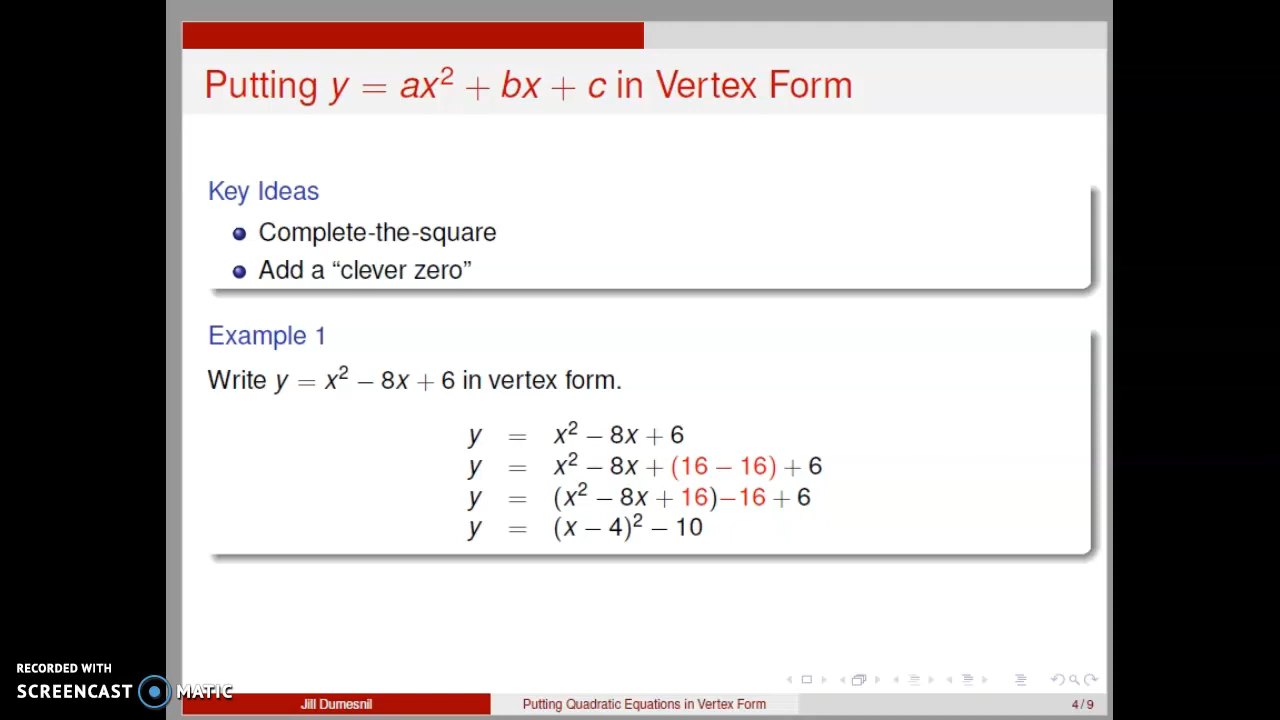 Putting y = ax² + bx + c in Vertex Form
Key Ideas
Complete-the-square
Add a “clever zero”
Example 1
Write y = x² − 8x + 6 in vertex form.
y = x² − 8x + 6
y = x² − 8x + (16 − 16) + 6
y = (x² − 8x + 16)−16 + 6
y = (x − 4)² − 10
RECORDED WITH
SCREENCAST MATIC
Jill Dumesnil Putting Quadratic Equations in Vertex Form 4/9